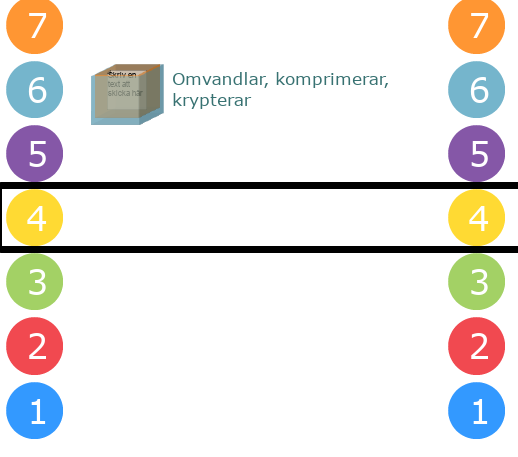 7 7
Skriv en
text att
skicka här
6 Omvandlar, komprimerar, 6
krypterar
5 5
4 4
3 3
2 2
1 1